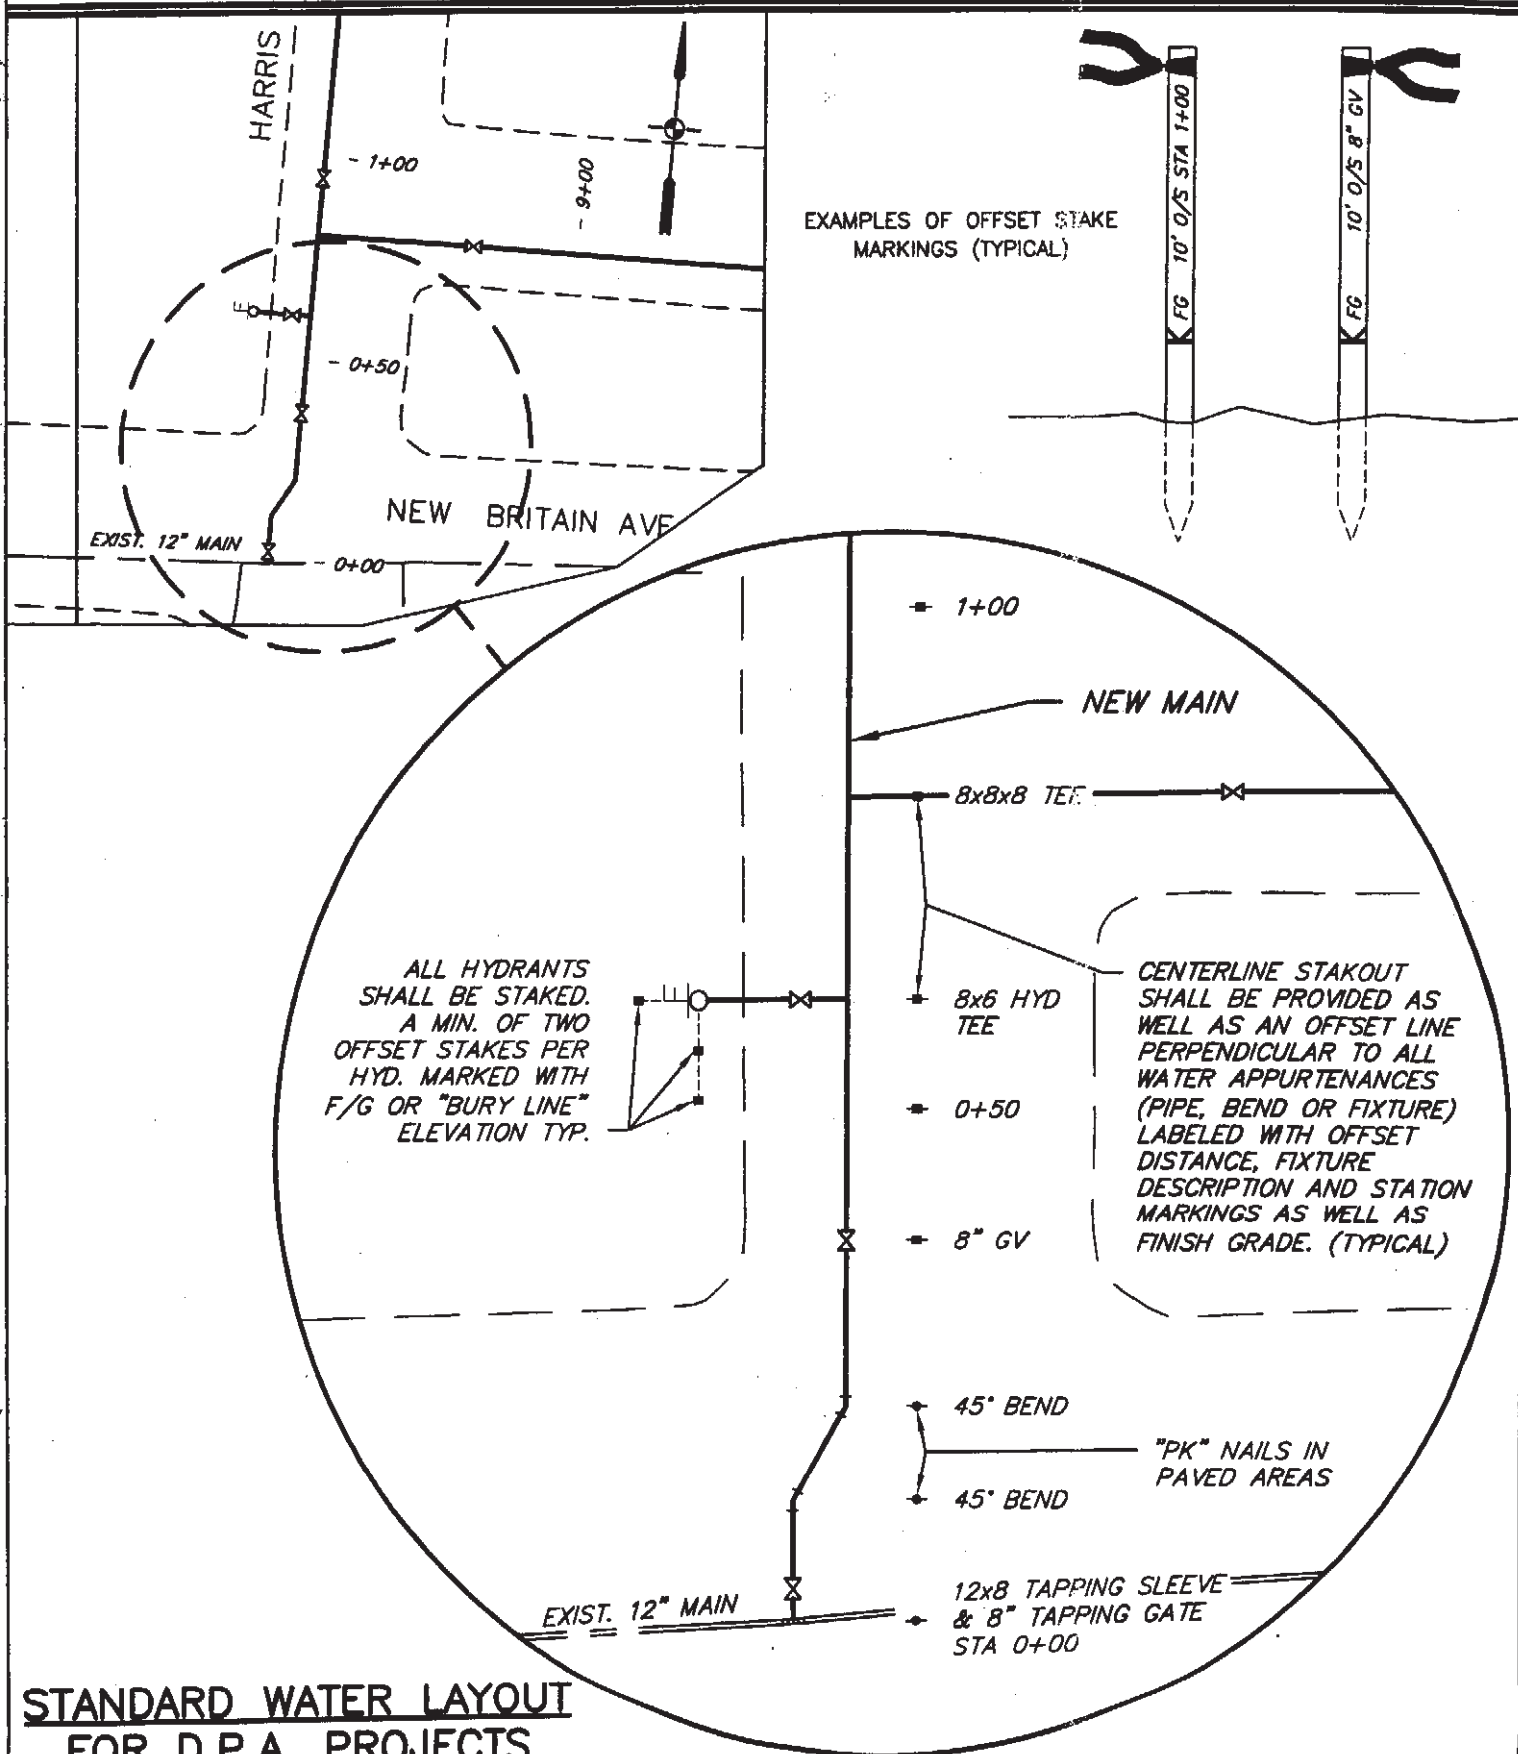 HARRIS
- 1+00
- 9+00
- 0+50
NEW BRITAIN AVE
EXIST. 12" MAIN
- 0+00
EXAMPLES OF OFFSET STAKE
MARKINGS (TYPICAL)
FG 10' O/S STA 1+00
FG 10' O/S 8" GV
1+00
NEW MAIN
8x8x8 TEE
ALL HYDRANTS
SHALL BE STAKED.
A MIN. OF TWO
OFFSET STAKES PER
HYD. MARKED WITH
F/G OR "BURY LINE"
ELEVATION TYP.
8x6 HYD
TEE
CENTERLINE STAKOUT
SHALL BE PROVIDED AS
WELL AS AN OFFSET LINE
PERPENDICULAR TO ALL
WATER APPURTENANCES
(PIPE, BEND OR FIXTURE)
LABELED WITH OFFSET
DISTANCE, FIXTURE
DESCRIPTION AND STATION
MARKINGS AS WELL AS
FINISH GRADE. (TYPICAL)
0+50
8" GV
45° BEND
"PK" NAILS IN
PAVED AREAS
45° BEND
EXIST. 12" MAIN
12x8 TAPPING SLEEVE
& 8" TAPPING GATE
STA 0+00
STANDARD WATER LAYOUT
FOR D.P.A. PROJECTS